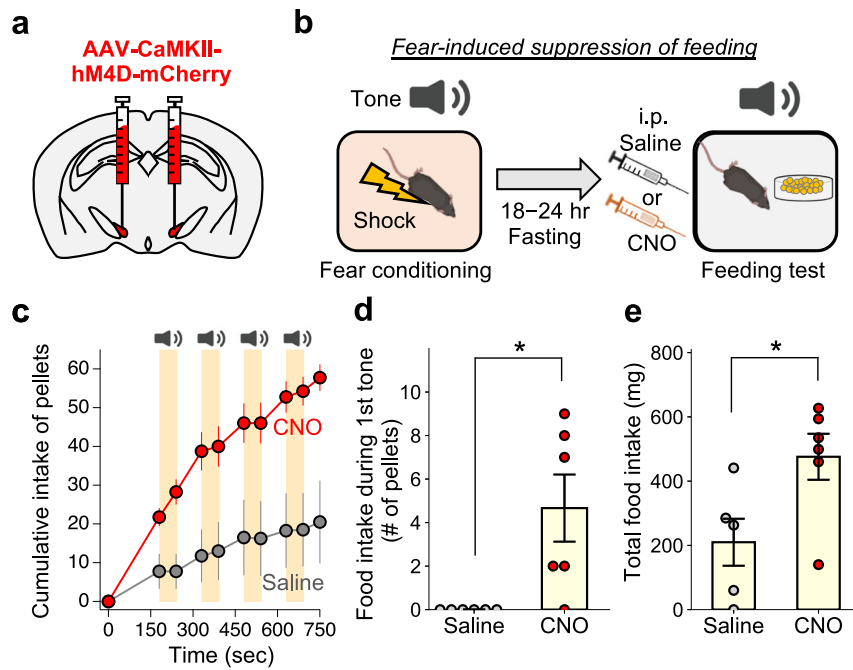 a
AAV-CaMKII-
hM4D-mCherry
b
Fear-induced suppression of feeding
Tone
Shock
Fear conditioning
18−24 hr
Fasting
i.p.
Saline
or
CNO
Feeding test
c
Cumulative intake of pellets
60
50
40
30
20
10
0
CNO
Saline
0 150 300 450 600 750
Time (sec)
d
*
Food intake during 1st tone
(# of pellets)
10
8
6
4
2
0
Saline CNO
e
*
Total food intake (mg)
800
600
400
200
0
Saline CNO